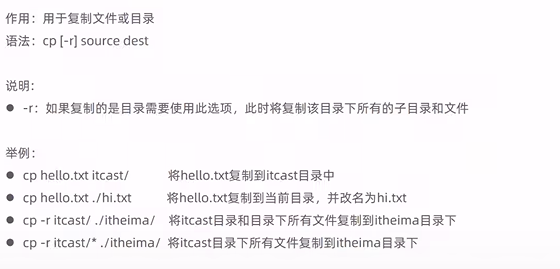 作用：用于复制文件或目录
语法：cp [-r] source dest
说明：
● -r：如果复制的是目录需要使用此选项，此时将复制该目录下所有的子目录和文件
举例：
● cp hello.txt itcast/ 将hello.txt复制到itcast目录中
● cp hello.txt ./hi.txt 将hello.txt复制到当前目录，并改名为hi.txt
● cp -r itcast/ ./itheima/ 将itcast目录和目录下所有文件复制到itheima目录下
● cp -r itcast/* ./itheima/ 将itcast目录下所有文件复制到itheima目录下